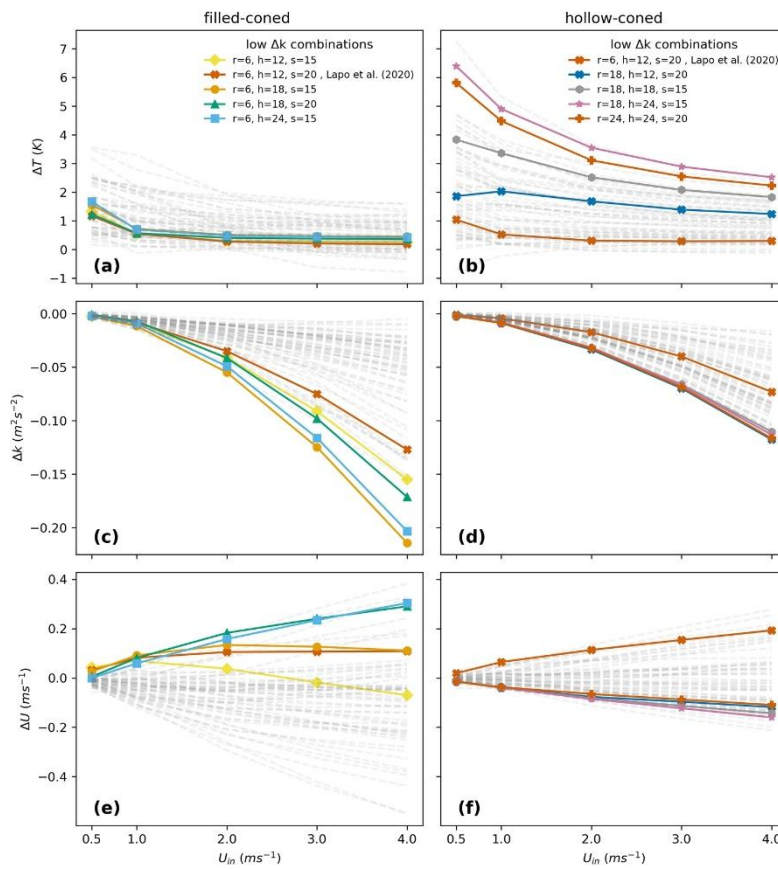 filled-coned
hollow-coned
low Δk combinations
r=6, h=12, s=15
r=6, h=12, s=20 , Lapo et al. (2020)
r=6, h=18, s=15
r=6, h=18, s=20
r=6, h=24, s=15
low Δk combinations
r=6, h=12, s=20 , Lapo et al. (2020)
r=18, h=12, s=20
r=18, h=18, s=15
r=18, h=24, s=15
r=24, h=24, s=20
ΔT (K)
7
6
5
4
3
2
1
0
−1
(a)
(b)
Δk (m²s⁻²)
0.00
−0.05
−0.10
−0.15
−0.20
(c)
(d)
ΔU (ms⁻¹)
0.4
0.2
0.0
−0.2
−0.4
(e)
(f)
0.5 1.0 2.0 3.0 4.0
0.5 1.0 2.0 3.0 4.0
U_in (ms⁻¹)
U_in (ms⁻¹)